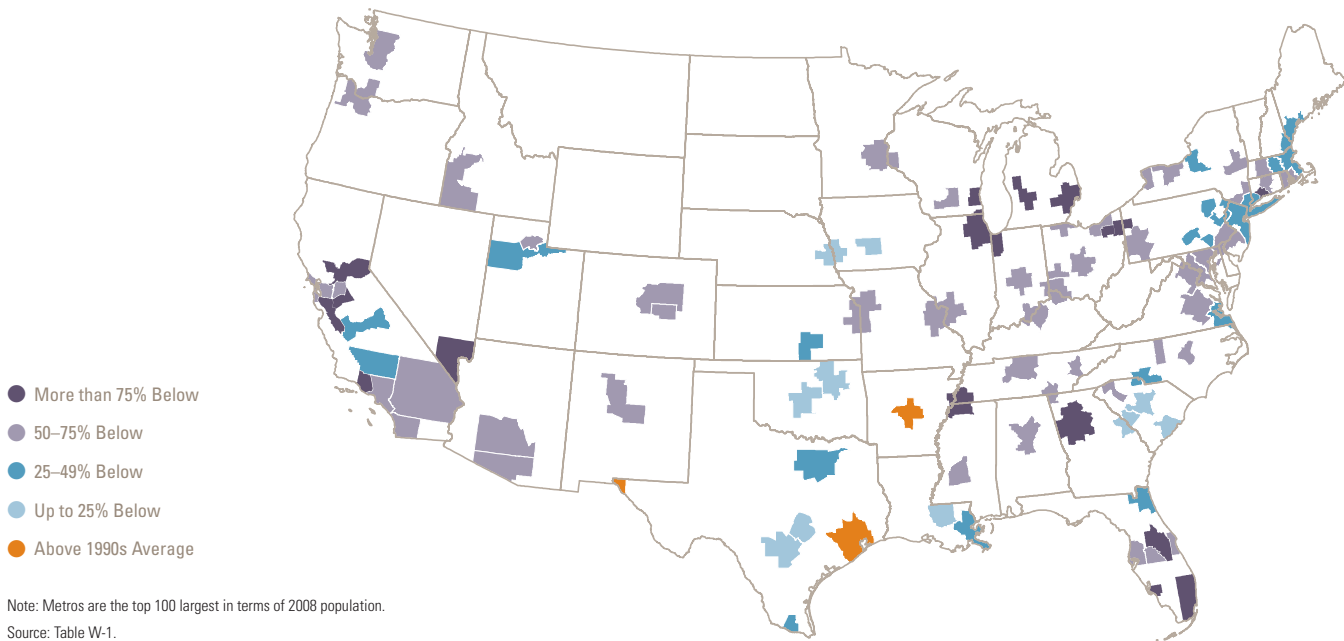 More than 75% Below
50–75% Below
25–49% Below
Up to 25% Below
Above 1990s Average
Note: Metros are the top 100 largest in terms of 2008 population.
Source: Table W-1.